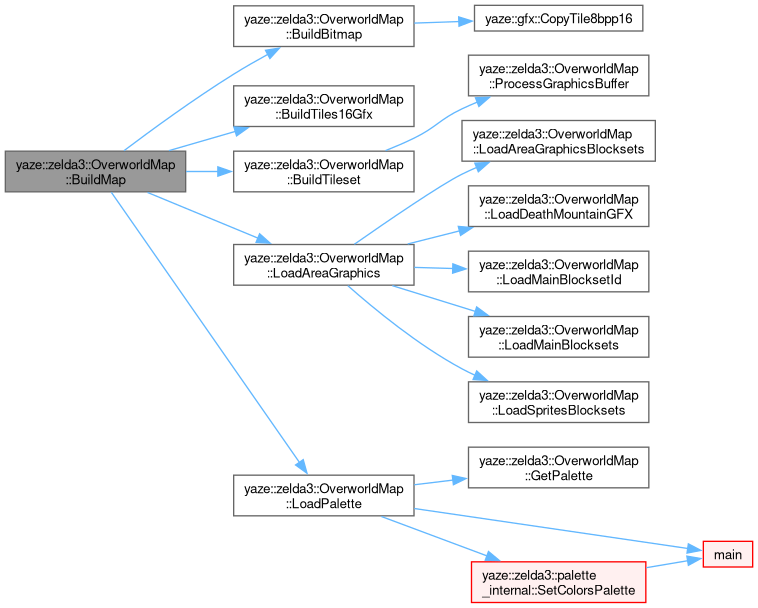 yaze::zelda3::OverworldMap
::BuildMap
yaze::zelda3::OverworldMap
::BuildBitmap
yaze::gfx::CopyTile8bpp16
yaze::zelda3::OverworldMap
::BuildTiles16Gfx
yaze::zelda3::OverworldMap
::BuildTileset
yaze::zelda3::OverworldMap
::ProcessGraphicsBuffer
yaze::zelda3::OverworldMap
::LoadAreaGraphics
yaze::zelda3::OverworldMap
::LoadAreaGraphicsBlocksets
yaze::zelda3::OverworldMap
::LoadDeathMountainGFX
yaze::zelda3::OverworldMap
::LoadMainBlocksetId
yaze::zelda3::OverworldMap
::LoadMainBlocksets
yaze::zelda3::OverworldMap
::LoadSpritesBlocksets
yaze::zelda3::OverworldMap
::LoadPalette
yaze::zelda3::OverworldMap
::GetPalette
yaze::zelda3::palette
_internal::SetColorsPalette
main